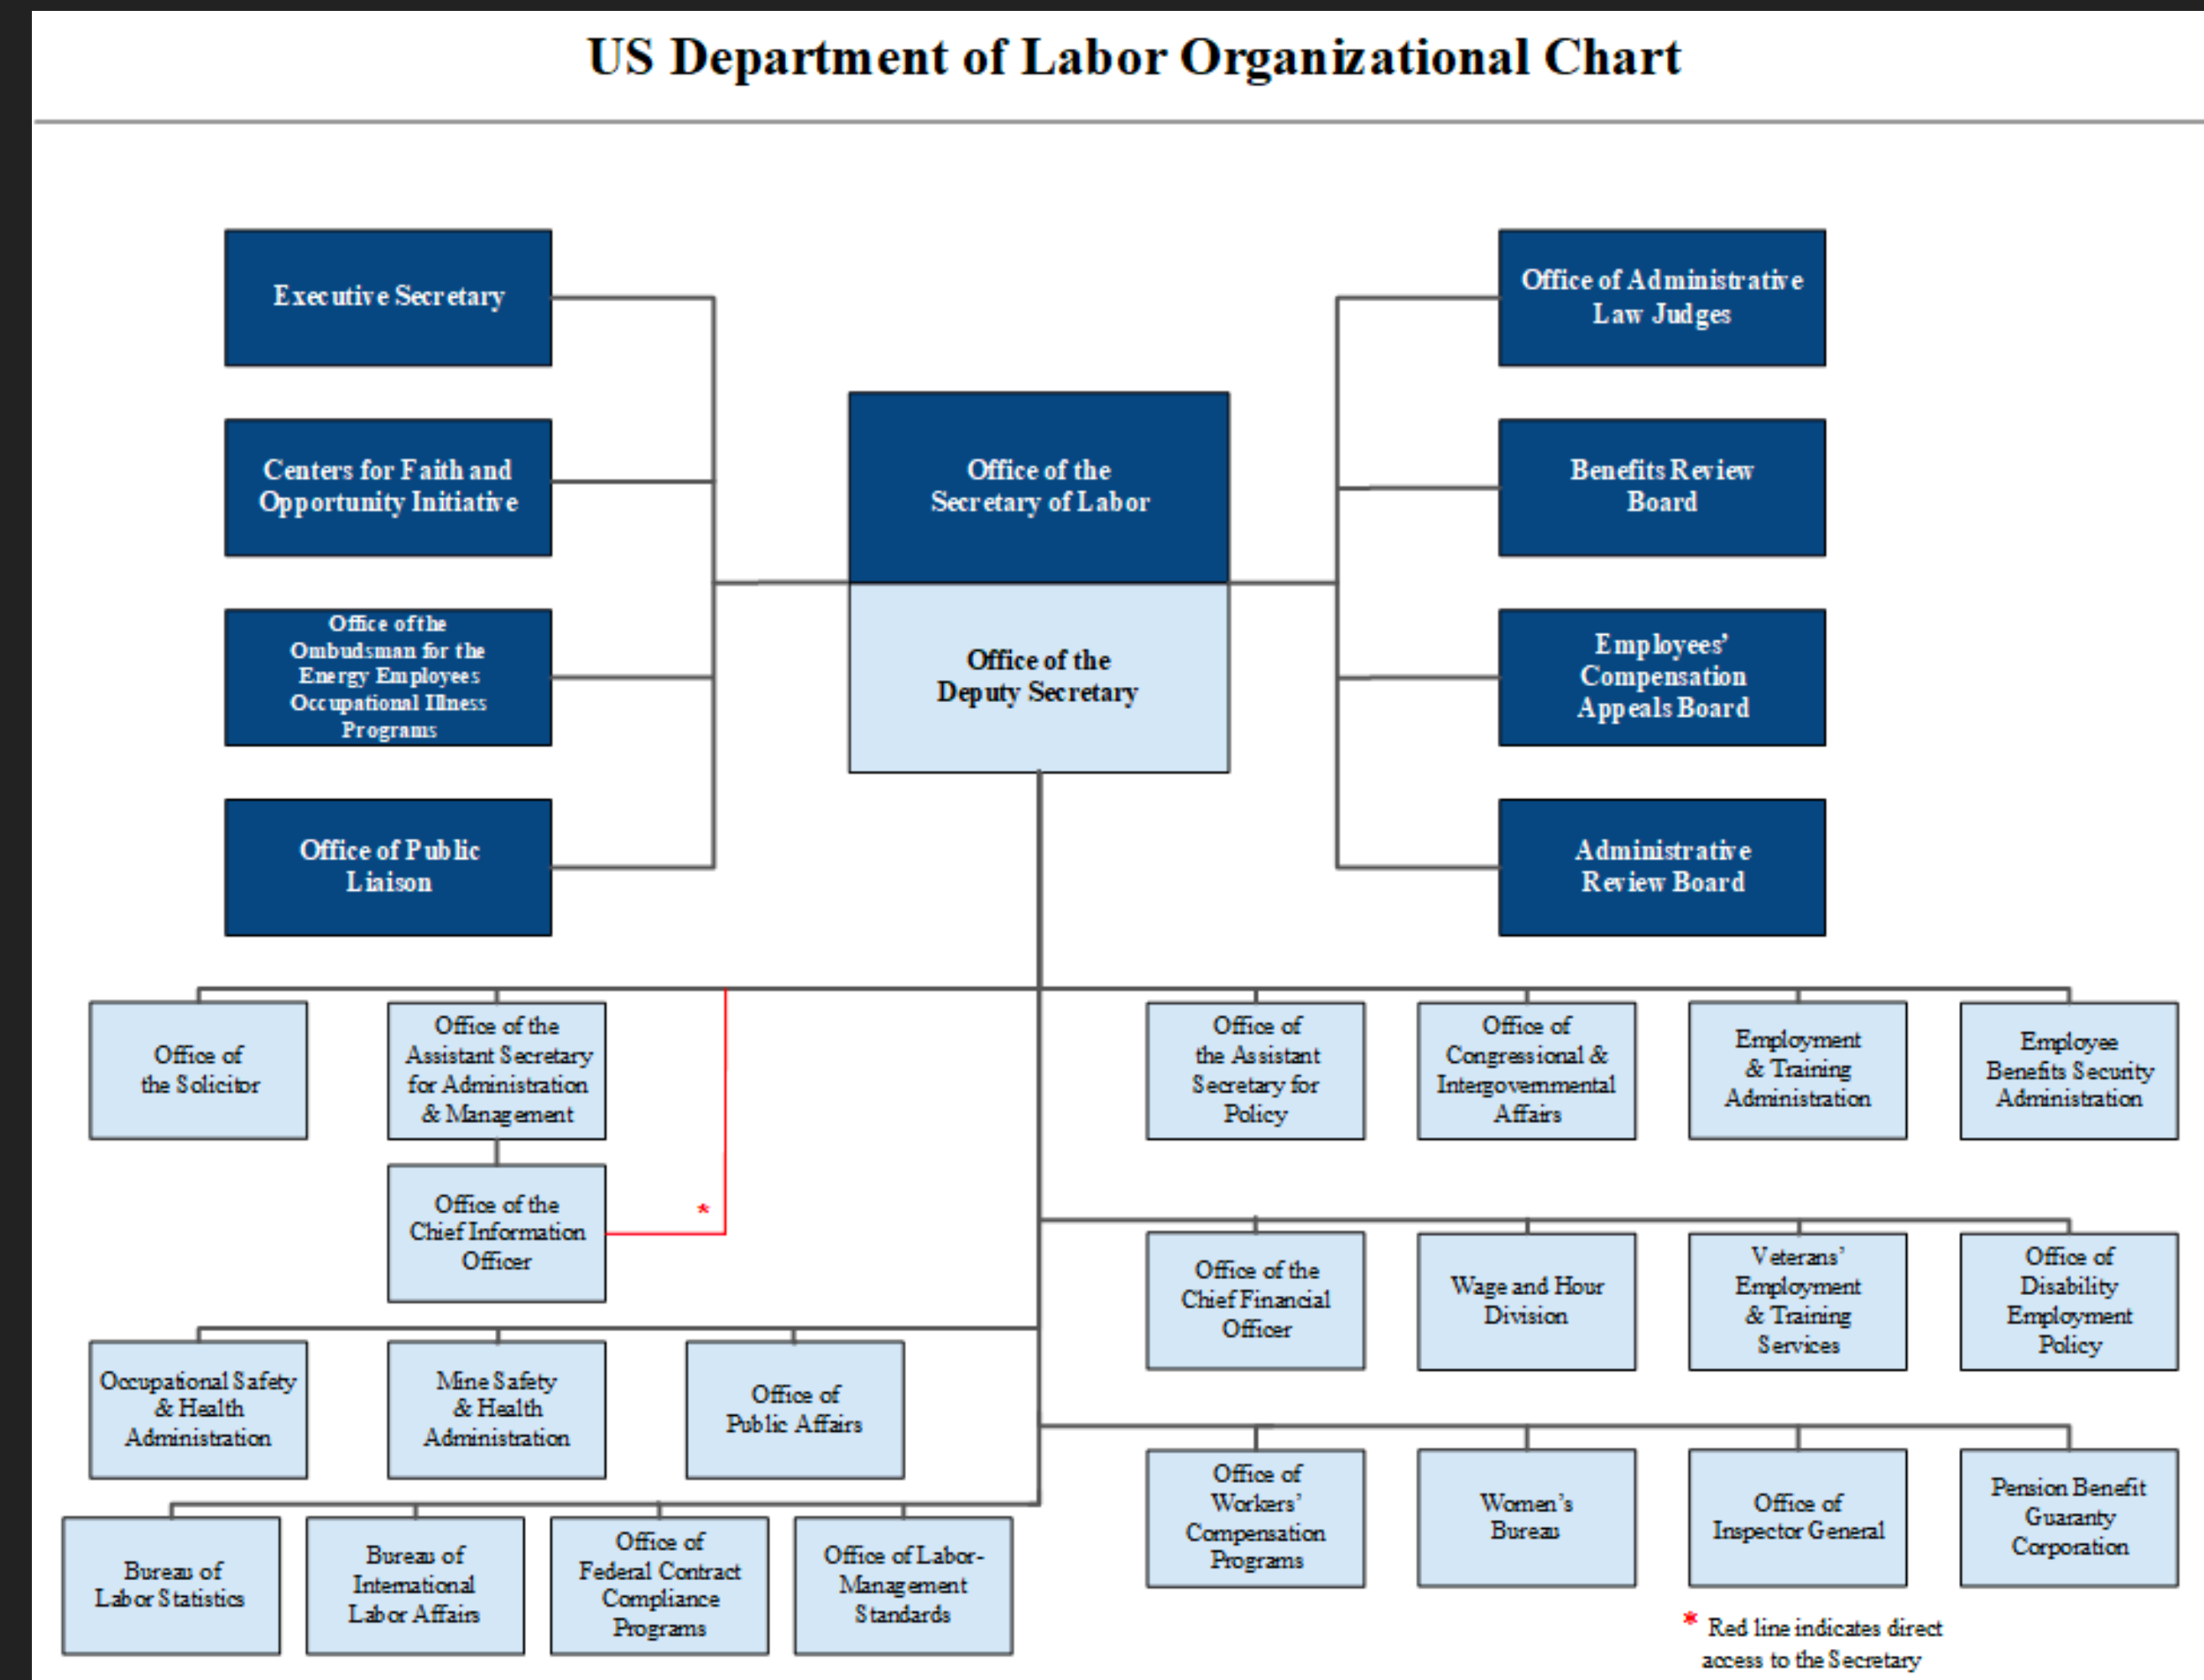 US Department of Labor Organizational Chart
Executive Secretary
Centers for Faith and
Opportunity Initiative
Office of the
Ombudsman for the
Energy Employees
Occupational Illness
Programs
Office of Public
Liaison
Office of the
Secretary of Labor
Office of the
Deputy Secretary
Office of Administrative
Law Judges
Benefits Review
Board
Employees’
Compensation
Appeals Board
Administrative
Review Board
Office of
the Solicitor
Office of the
Assistant Secretary
for Administration
& Management
Office of the
Chief Information
Officer
*
Office of
the Assistant
Secretary for
Policy
Office of
Congressional &
Intergovernmental
Affairs
Employment
& Training
Administration
Employee
Benefits Security
Administration
Office of the
Chief Financial
Officer
Wage and Hour
Division
Veterans’
Employment
& Training
Services
Office of
Disability
Employment
Policy
Occupational Safety
& Health
Administration
Mine Safety
& Health
Administration
Office of
Public Affairs
Office of
Workers’
Compensation
Programs
Women’s
Bureau
Office of
Inspector General
Pension Benefit
Guaranty
Corporation
Bureau of
Labor Statistics
Bureau of
International
Labor Affairs
Office of
Federal Contract
Compliance
Programs
Office of Labor-
Management
Standards
* Red line indicates direct
access to the Secretary